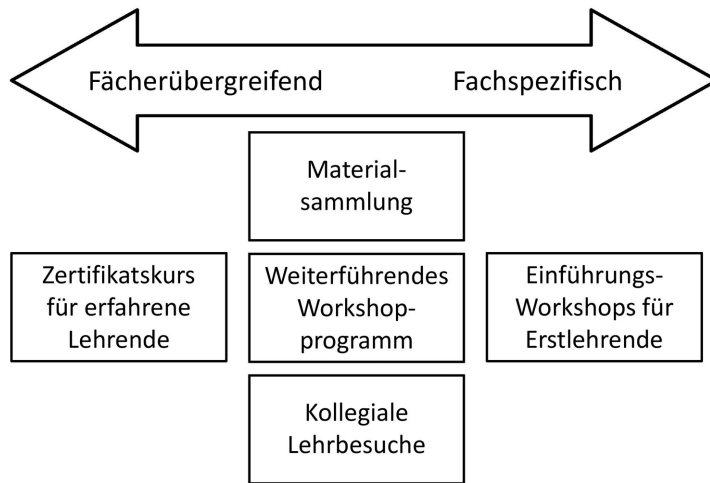 Fächerübergreifend Fachspezifisch
Material-
sammlung
Zertifikatskurs
für erfahrene
Lehrende
Weiterführendes
Workshop-
programm
Einführungs-
Workshops für
Erstlehrende
Kollegiale
Lehrbesuche